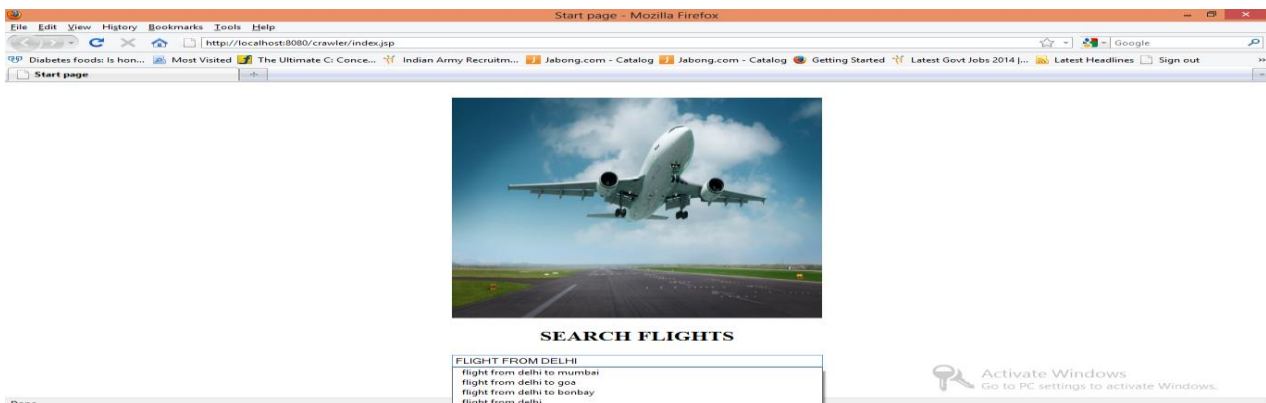 Start page - Mozilla Firefox
File Edit View History Bookmarks Tools Help
http://localhost:8080/crawler/index.jsp
Google
Diabetes foods: Is hon... Most Visited The Ultimate C: Conce... Indian Army Recruitm... Jabong.com - Catalog Jabong.com - Catalog Getting Started Latest Govt Jobs 2014 |... Latest Headlines Sign out
Start page
SEARCH FLIGHTS
FLIGHT FROM DELHI
flight from delhi to mumbai
flight from delhi to goa
flight from delhi to bonbay
flight from delhi
Activate Windows
Go to PC settings to activate Windows.
Done